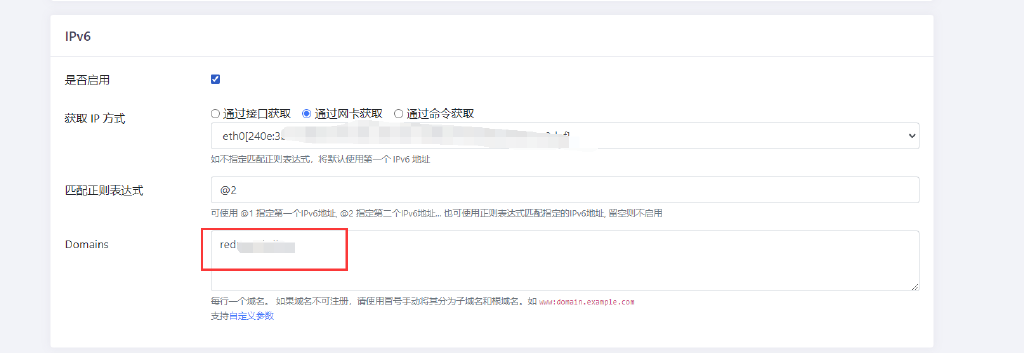 IPv6
是否启用
获取 IP 方式
通过接口获取 通过网卡获取 通过命令获取
eth0[240e:3
如不指定匹配正则表达式，将默认使用第一个 IPv6 地址
匹配正则表达式
@2
可使用 @1 指定第一个IPv6地址, @2 指定第二个IPv6地址... 也可使用正则表达式匹配指定的IPv6地址, 留空则不启用
Domains
red
每行一个域名。 如果域名不可注册，请使用冒号手动将其分为子域名和根域名。如 www:domain.example.com
支持自定义参数